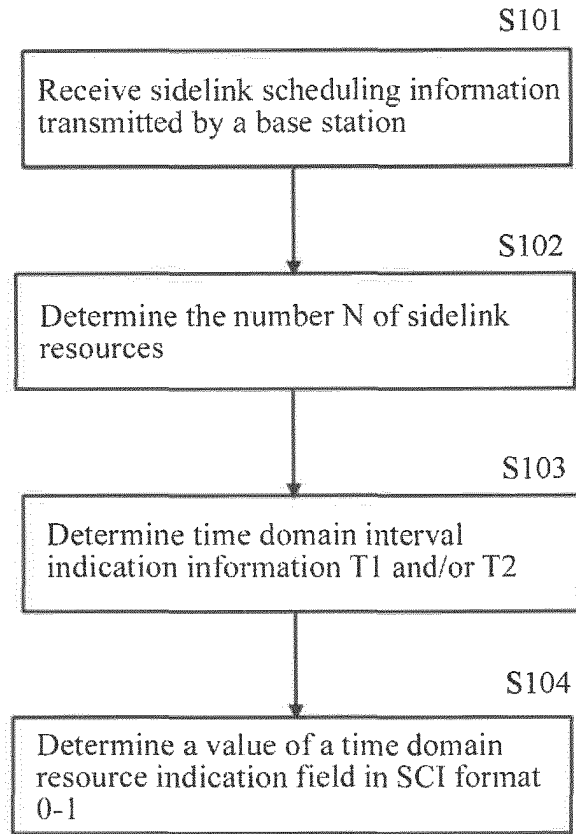 S101
Receive sidelink scheduling information
transmitted by a base station
S102
Determine the number N of sidelink
resources
S103
Determine time domain interval
indication information T1 and/or T2
S104
Determine a value of a time domain
resource indication field in SCI format
0-1